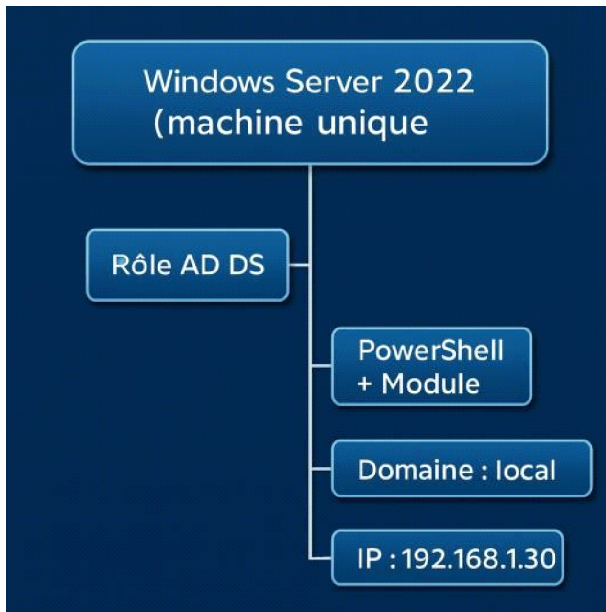 Windows Server 2022
(machine unique
Rôle AD DS
PowerShell
+ Module
Domaine : local
IP : 192.168.1.30